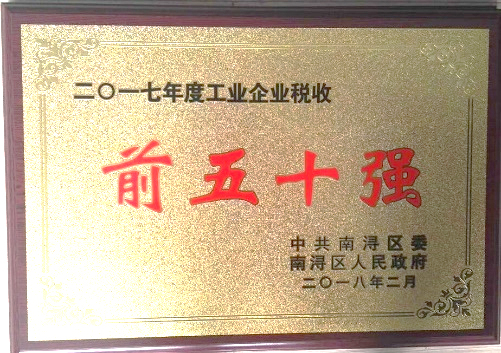 二〇一七年度工业企业税收
前五十强
中共南浔区委
南浔区人民政府
二〇一八年二月